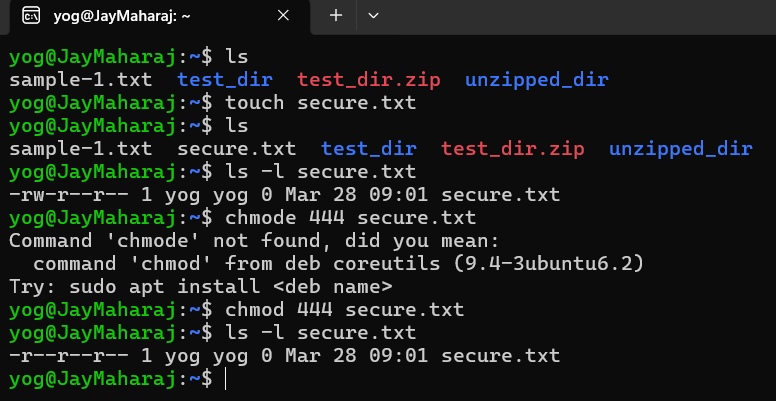 yog@JayMaharaj: ~
yog@JayMaharaj:~$ ls
sample-1.txt  test_dir  test_dir.zip  unzipped_dir
yog@JayMaharaj:~$ touch secure.txt
yog@JayMaharaj:~$ ls
sample-1.txt  secure.txt  test_dir  test_dir.zip  unzipped_dir
yog@JayMaharaj:~$ ls -l secure.txt
-rw-r--r-- 1 yog yog 0 Mar 28 09:01 secure.txt
yog@JayMaharaj:~$ chmode 444 secure.txt
Command 'chmode' not found, did you mean:
  command 'chmod' from deb coreutils (9.4-3ubuntu6.2)
Try: sudo apt install <deb name>
yog@JayMaharaj:~$ chmod 444 secure.txt
yog@JayMaharaj:~$ ls -l secure.txt
-r--r--r-- 1 yog yog 0 Mar 28 09:01 secure.txt
yog@JayMaharaj:~$